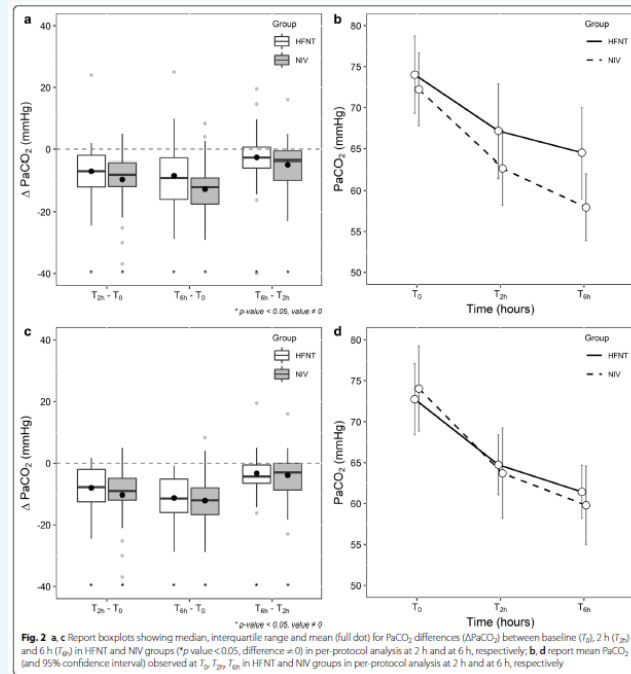 a
Group
HFNT
NIV
40
20
0
-20
-40
Δ PaCO2 (mmHg)
* * * * * *
T2h - T0 T6h - T0 T6h - T2h
* p-value < 0.05, value ≠ 0
b
Group
HFNT
NIV
80
75
70
65
60
55
50
PaCO2 (mmHg)
T0 T2h T6h
Time (hours)
c
Group
HFNT
NIV
40
20
0
-20
-40
Δ PaCO2 (mmHg)
* * * * * *
T2h - T0 T6h - T0 T6h - T2h
* p-value < 0.05, value ≠ 0
d
Group
HFNT
NIV
80
75
70
65
60
55
50
PaCO2 (mmHg)
T0 T2h T6h
Time (hours)
Fig. 2 a, c Report boxplots showing median, interquartile range and mean (full dot) for PaCO2 differences (ΔPaCO2) between baseline (T0), 2 h (T2h)
and 6 h (T6h) in HFNT and NIV groups (*p value < 0.05, difference ≠ 0) in per-protocol analysis at 2 h and at 6 h, respectively; b, d report mean PaCO2
(and 95% confidence interval) observed at T0, T2h, T6h in HFNT and NIV groups in per-protocol analysis at 2 h and at 6 h, respectively